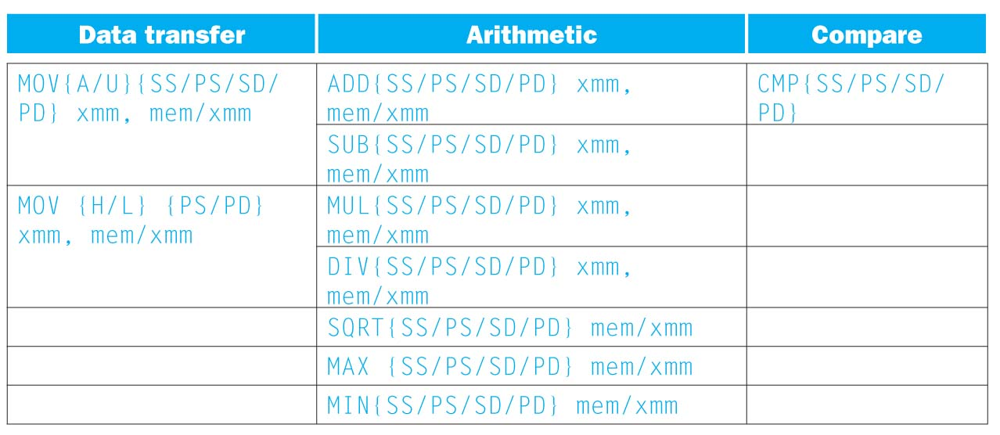 Data transfer Arithmetic Compare
MOV{A/U}{SS/PS/SD/
PD} xmm, mem/xmm
ADD{SS/PS/SD/PD} xmm,
mem/xmm
CMP{SS/PS/SD/
PD}
SUB{SS/PS/SD/PD} xmm,
mem/xmm
MOV {H/L} {PS/PD}
xmm, mem/xmm
MUL{SS/PS/SD/PD} xmm,
mem/xmm
DIV{SS/PS/SD/PD} xmm,
mem/xmm
SQRT{SS/PS/SD/PD} mem/xmm
MAX {SS/PS/SD/PD} mem/xmm
MIN{SS/PS/SD/PD} mem/xmm